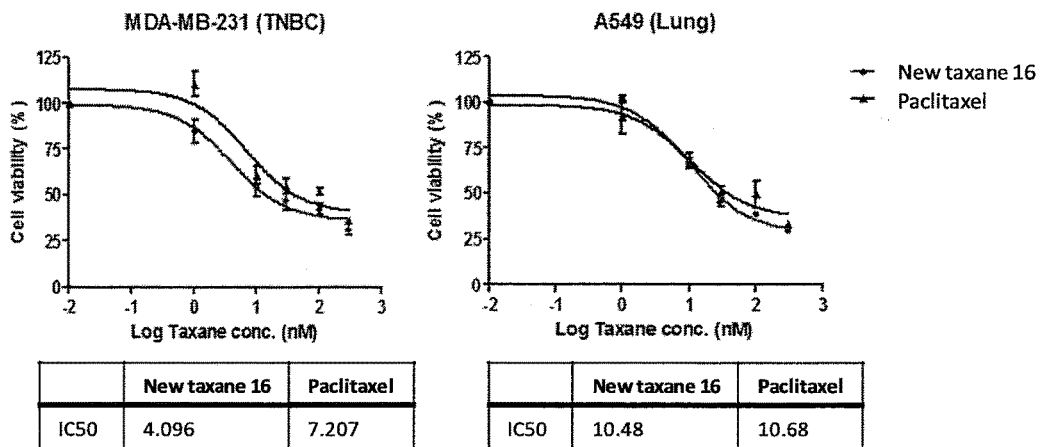 MDA-MB-231 (TNBC)
125
100
75
50
25
0
Cell viability (%)
-2 -1 0 1 2 3
Log Taxane conc. (nM)
A549 (Lung)
125
100
75
50
25
0
Cell viability (%)
-2 -1 0 1 2 3
Log Taxane conc. (nM)
New taxane 16
Paclitaxel
New taxane 16 Paclitaxel
IC50 4.096 7.207
New taxane 16 Paclitaxel
IC50 10.48 10.68